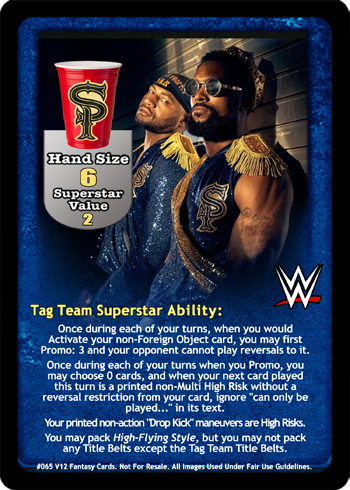 SP
Hand Size
6
Superstar
Value
2
SP
SP
W
Tag Team Superstar Ability:
Once during each of your turns, when you would
Activate your non-Foreign Object card, you may first
Promo: 3 and your opponent cannot play reversals to it.
Once during each of your turns when you Promo, you
may choose 0 cards, and when your next card played
this turn is a printed non-Multi High Risk without a
reversal restriction from your card, ignore "can only be
played..." in its text.
Your printed non-action "Drop Kick" maneuvers are High Risks.
You may pack High-Flying Style, but you may not pack
any Title Belts except the Tag Team Title Belts.
#065 V12 Fantasy Cards. Not For Resale. All Images Used Under Fair Use Guidelines.